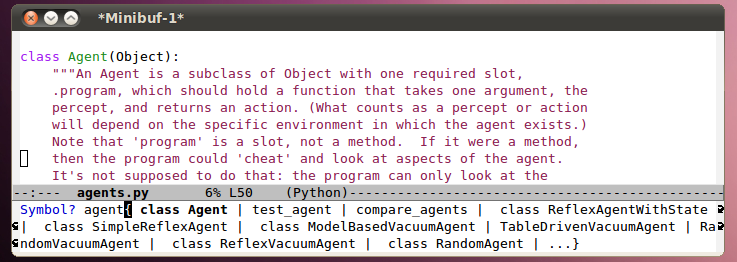 *Minibuf-1*
class Agent(Object):
"""An Agent is a subclass of Object with one required slot,
.program, which should hold a function that takes one argument, the
percept, and returns an action. (What counts as a percept or action
will depend on the specific environment in which the agent exists.)
Note that 'program' is a slot, not a method.  If it were a method,
then the program could 'cheat' and look at aspects of the agent.
It's not supposed to do that: the program can only look at the
--:---  agents.py       6% L50    (Python)-----------------------------------------------
Symbol? agent{ class Agent | test_agent | compare_agents |  class ReflexAgentWithState
|  class SimpleReflexAgent |  class ModelBasedVacuumAgent | TableDrivenVacuumAgent | Ra
ndomVacuumAgent |  class ReflexVacuumAgent |  class RandomAgent | ...}